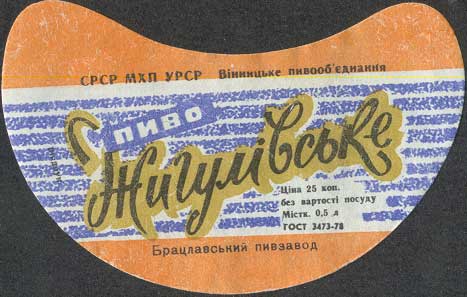 СРСР МХП УРСР Вінницьке пивооб'єднання
ПИВО
Жигулівське
Ціна 25 коп.
без вартості посуду
Містк. 0,5 л
ГОСТ 3473-78
Брацлавський пивзавод